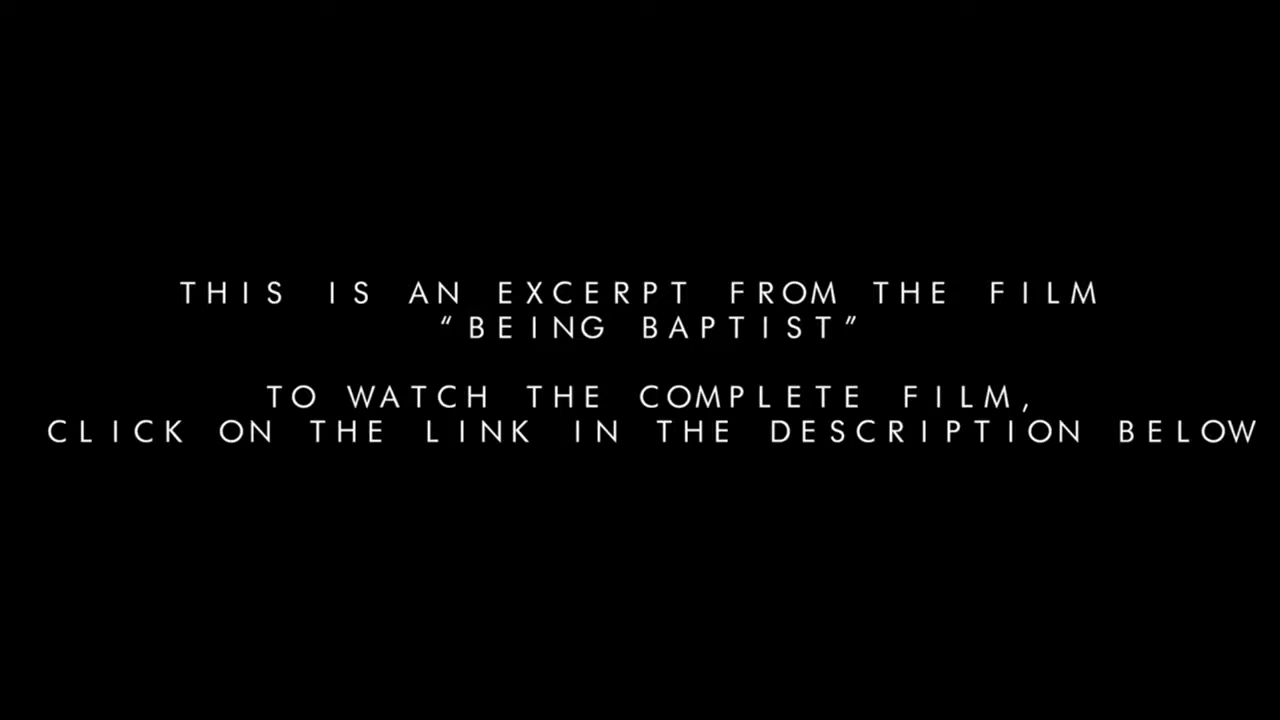 THIS IS AN EXCERPT FROM THE FILM
“BEING BAPTIST”
TO WATCH THE COMPLETE FILM,
CLICK ON THE LINK IN THE DESCRIPTION BELOW